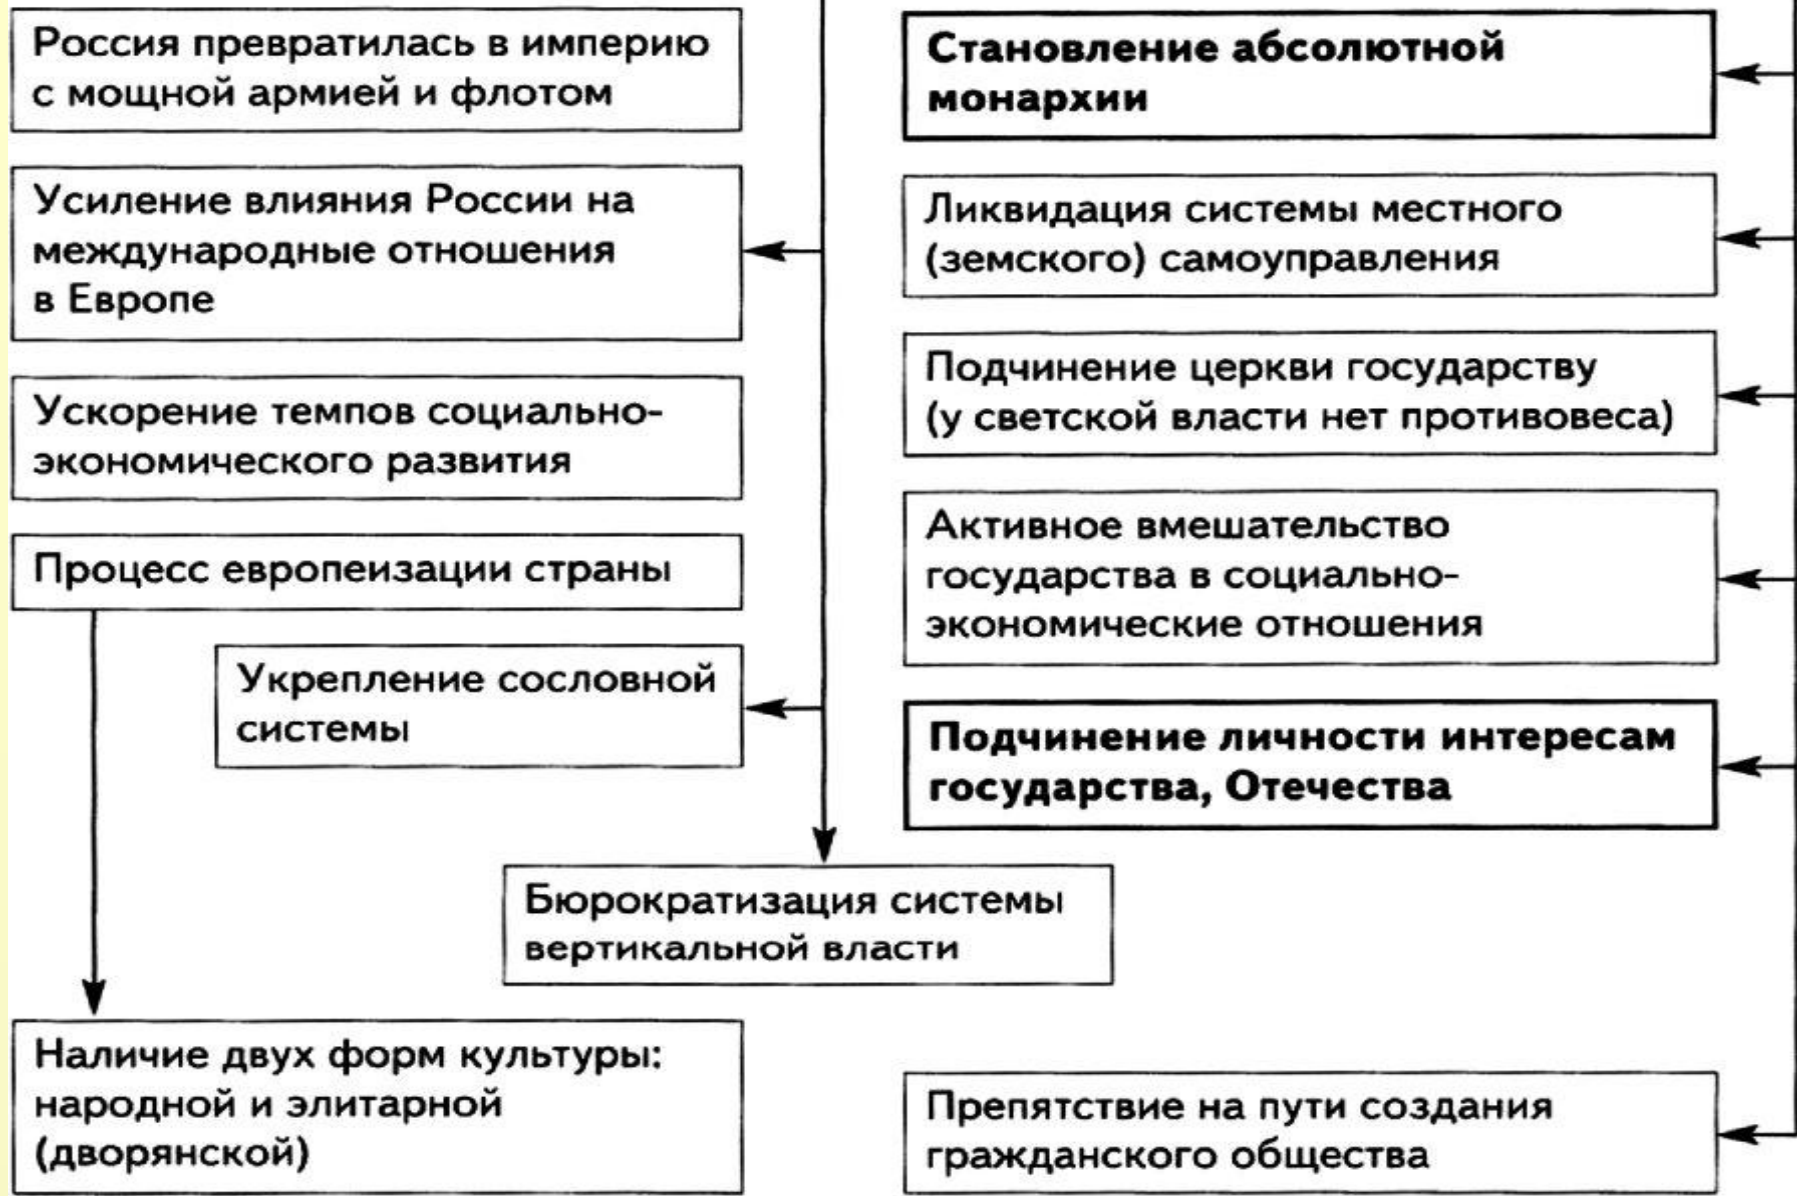 Россия превратилась в империю
с мощной армией и флотом
Усиление влияния России на
международные отношения
в Европе
Ускорение темпов социально-
экономического развития
Процесс европеизации страны
Укрепление сословной
системы
Становление абсолютной
монархии
Ликвидация системы местного
(земского) самоуправления
Подчинение церкви государству
(у светской власти нет противовеса)
Активное вмешательство
государства в социально-
экономические отношения
Подчинение личности интересам
государства, Отечества
Бюрократизация системы
вертикальной власти
Наличие двух форм культуры:
народной и элитарной
(дворянской)
Препятствие на пути создания
гражданского общества